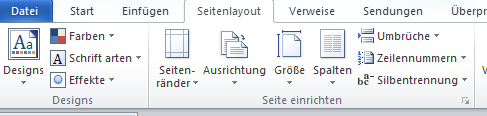 Datei Start Einfügen Seitenlayout Verweise Sendungen Überpr
Farben
Schrift arten
Effekte
Designs
Designs
Seiten-
ränder
Ausrichtung
Größe
Spalten
Umbrüche
Zeilennummern
Silbentrennung
Seite einrichten